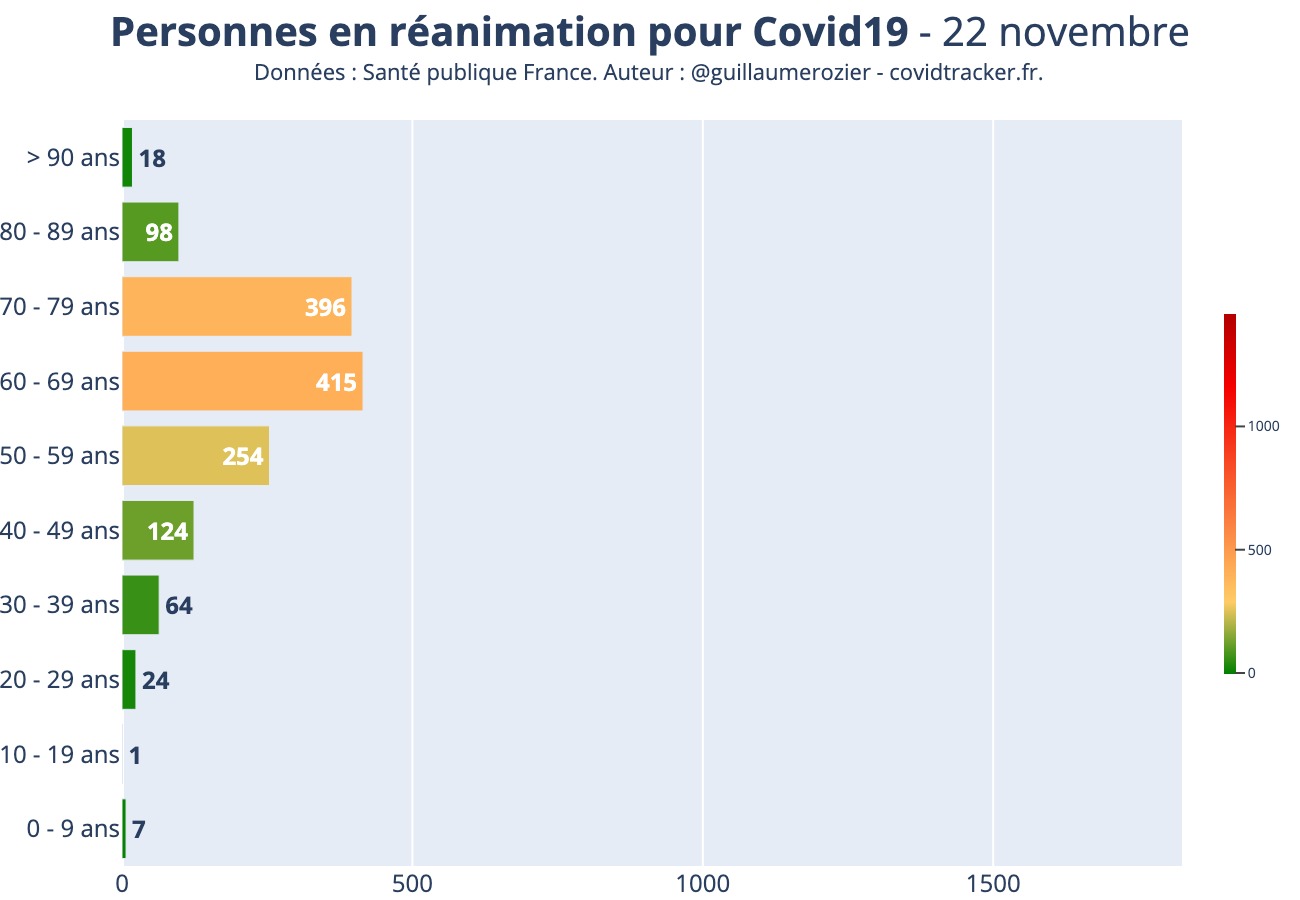 Personnes en réanimation pour Covid19 - 22 novembre
Données : Santé publique France. Auteur : @guillaumerozier - covidtracker.fr.
> 90 ans 18
80 - 89 ans 98
70 - 79 ans 396
60 - 69 ans 415
50 - 59 ans 254
40 - 49 ans 124
30 - 39 ans 64
20 - 29 ans 24
10 - 19 ans 1
0 - 9 ans 7
0 500 1000 1500
1000
500
0